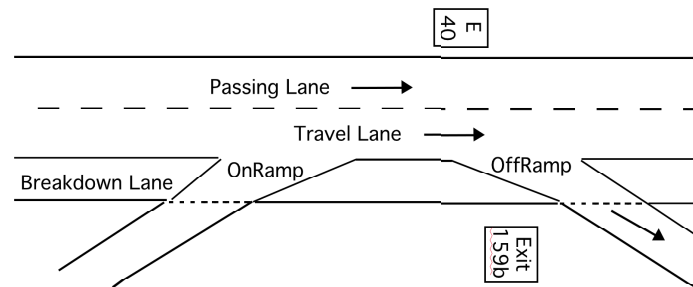 E
40
Passing Lane
Travel Lane
OnRamp
OffRamp
Breakdown Lane
Exit
159b